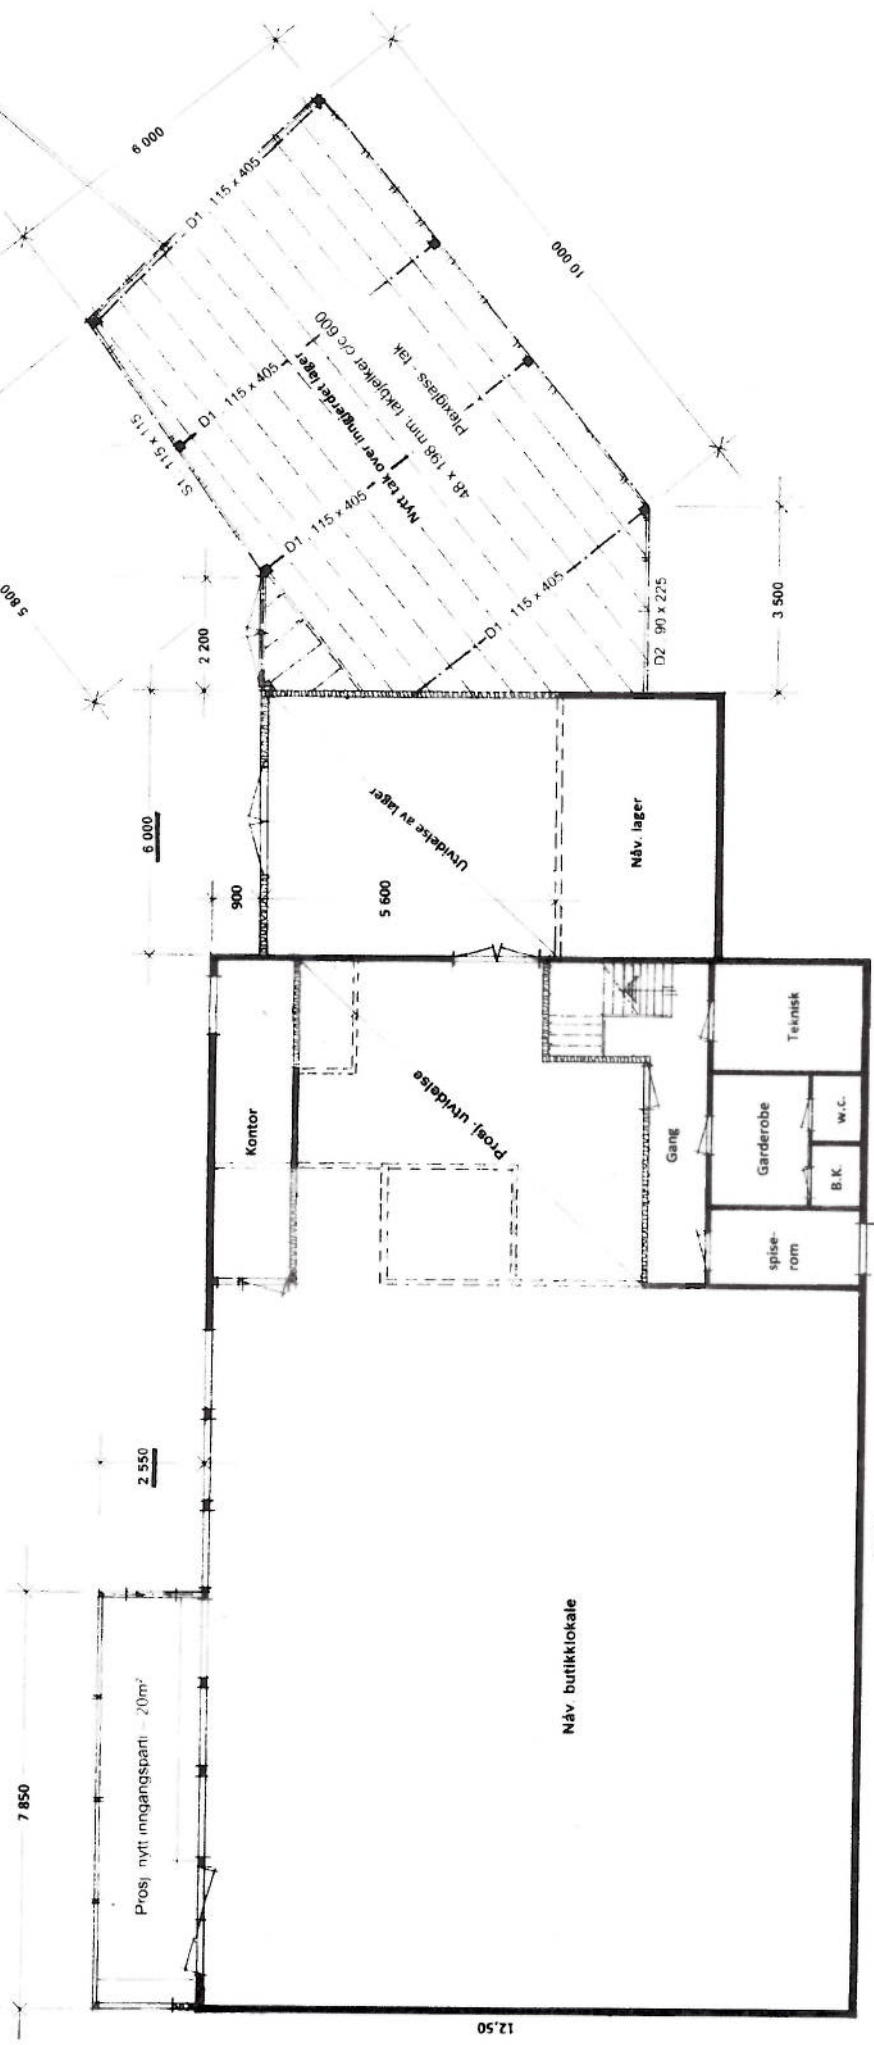 6 000
10 000
D1 . 115 x 405
D1 . 115 x 405
D1 . 115 x 405
D1 . 115 x 405
S1 115 x 115
Nytt tak over inngjerdet lager
48 x 198 mm. takbjelker c/c 600
Plexiglass - tak
D2 90 x 225
5 800
2 200
3 500
6 000
900
5 600
Utvidelse av lager
Nåv. lager
Kontor
Prosj. utvidelse
Gang
Teknisk
Garderobe
w.c.
B.K.
spise-
rom
2 550
7 850
Prosj nytt inngangsparti - 20m²
Nåv. butikklokale
12,50